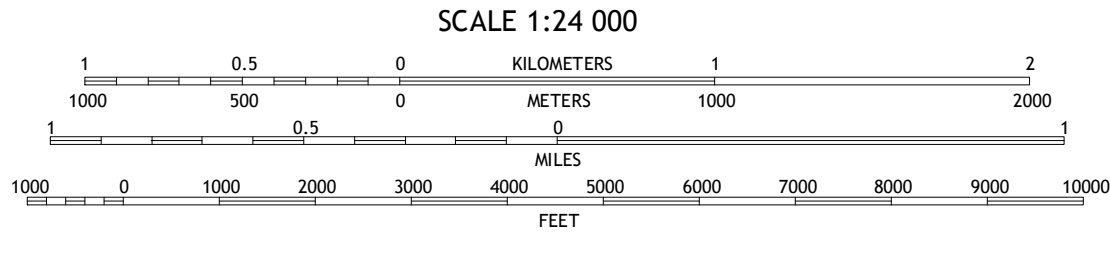 SCALE 1:24 000
1 0.5 0 KILOMETERS 1 2
1000 500 0 METERS 1000 2000
1 0.5 0 1
MILES
1000 0 1000 2000 3000 4000 5000 6000 7000 8000 9000 10000
FEET